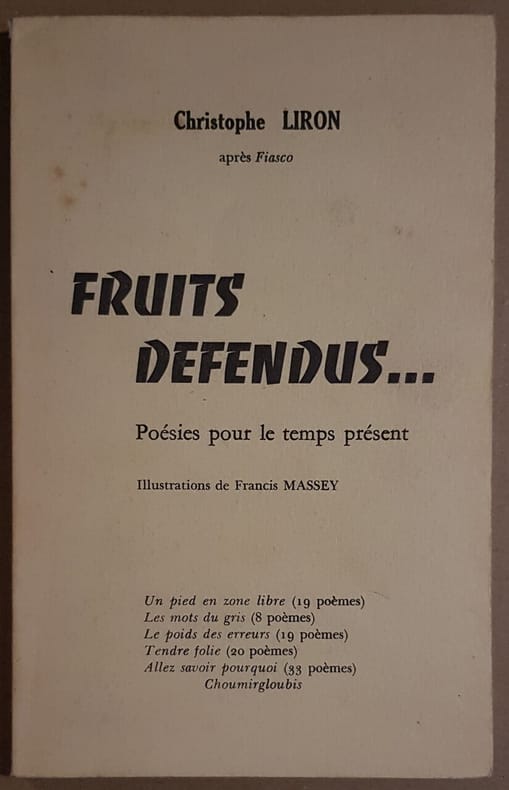 Christophe LIRON
après Fiasco
FRUITS
DEFENDUS...
Poésies pour le temps présent
Illustrations de Francis MASSEY
Un pied en zone libre (19 poèmes)
Les mots du gris (8 poèmes)
Le poids des erreurs (19 poèmes)
Tendre folie (20 poèmes)
Allez savoir pourquoi (33 poèmes)
Choumirgloubis